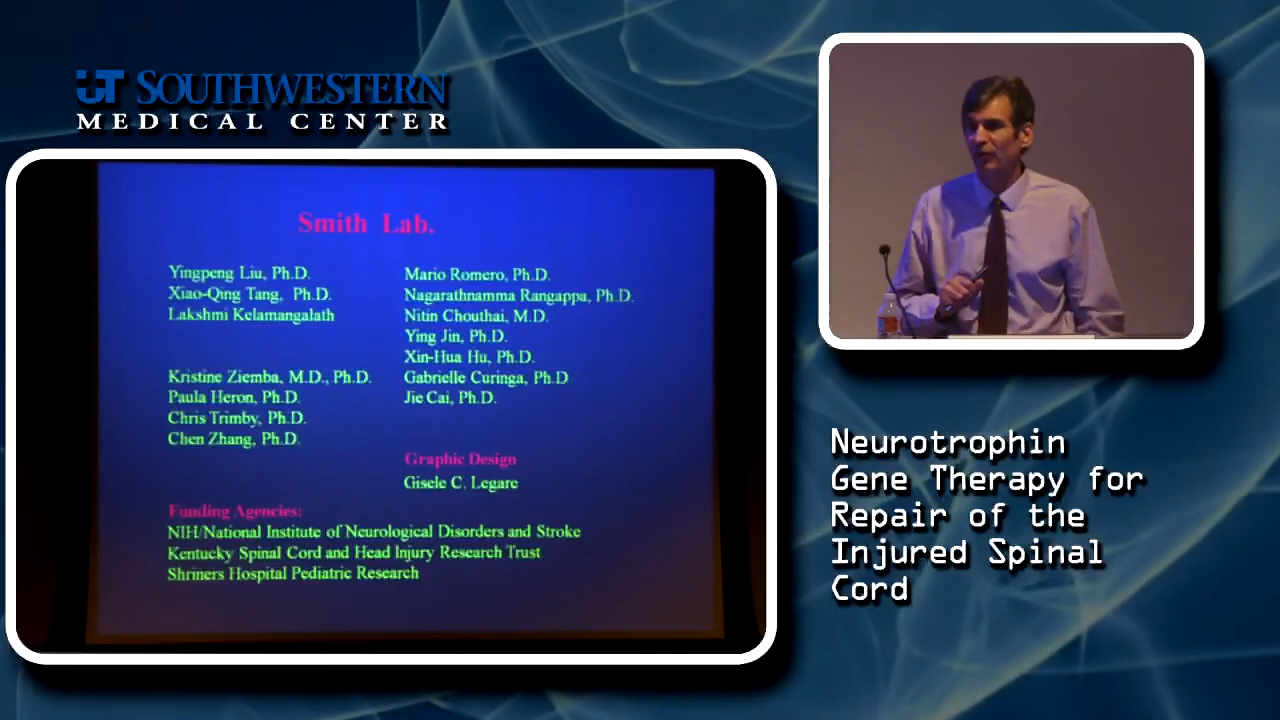 UT SOUTHWESTERN
MEDICAL CENTER
Smith Lab.
Yingpeng Liu, Ph.D.
Xiao-Qing Tang, Ph.D.
Lakshmi Kelamangalath
Kristine Ziemba, M.D., Ph.D.
Paula Heron, Ph.D.
Chris Trimby, Ph.D.
Chen Zhang, Ph.D.
Mario Romero, Ph.D.
Nagarathnamma Rangappa, Ph.D.
Nitin Chouthai, M.D.
Ying Jin, Ph.D.
Xin-Hua Hu, Ph.D.
Gabrielle Curinga, Ph.D
Jie Cai, Ph.D.
Graphic Design
Gisele C. Legare
Funding Agencies:
NIH/National Institute of Neurological Disorders and Stroke
Kentucky Spinal Cord and Head Injury Research Trust
Shriners Hospital Pediatric Research
Neurotrophin
Gene Therapy for
Repair of the
Injured Spinal
Cord